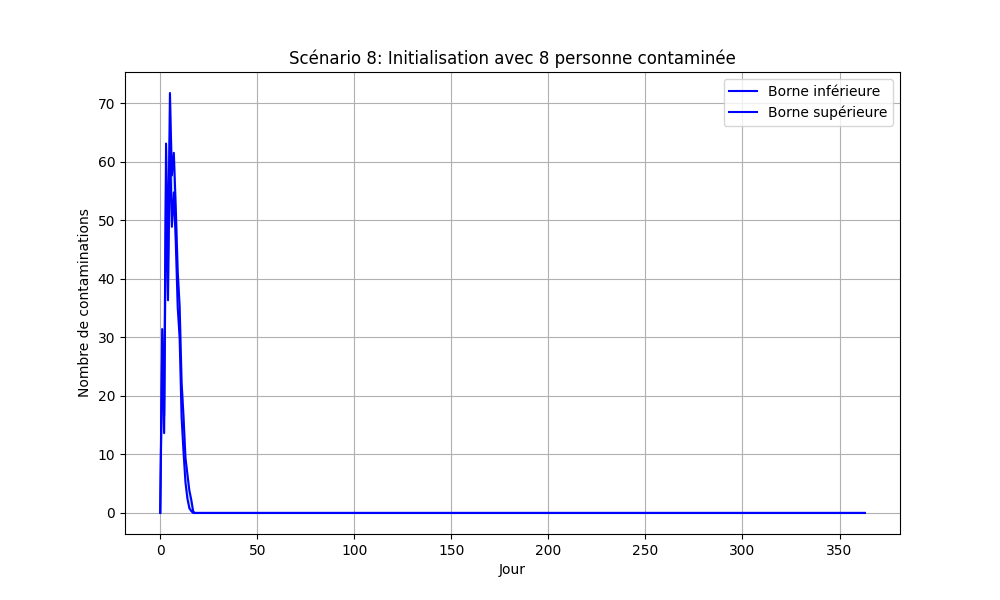 Scénario 8: Initialisation avec 8 personne contaminée
Borne inférieure
Borne supérieure
Nombre de contaminations
70
60
50
40
30
20
10
0
0 50 100 150 200 250 300 350
Jour